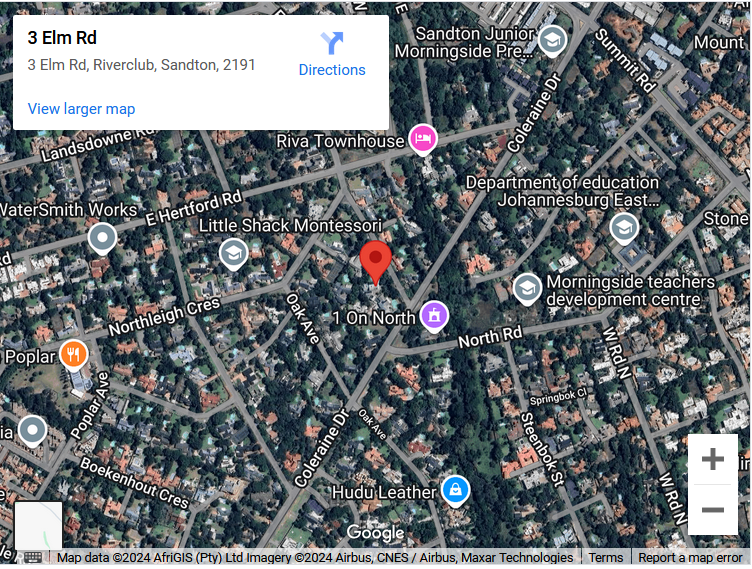 3 Elm Rd
3 Elm Rd, Riverclub, Sandton, 2191
Directions
View larger map
Sandton Junior
Morningside Pre...
Summit Rd
Mount
Coleraine Dr
Landsdowne Rd
Riva Townhouse
Department of education
Johannesburg East...
WaterSmith Works
E Hertford Rd
Little Shack Montessori
Stone
Rd
Morningside teachers
development centre
Northleigh Cres
Oak Ave
1 On North
North Rd
W Rd N
Poplar
Poplar Ave
Springbok Cl
Coleraine Dr
Oak Ave
Steenbok St
ia
Boekenhout Cres
W Rd N
Hudu Leather
Google
Map data ©2024 AfriGIS (Pty) Ltd Imagery ©2024 Airbus, CNES / Airbus, Maxar Technologies
Terms
Report a map error